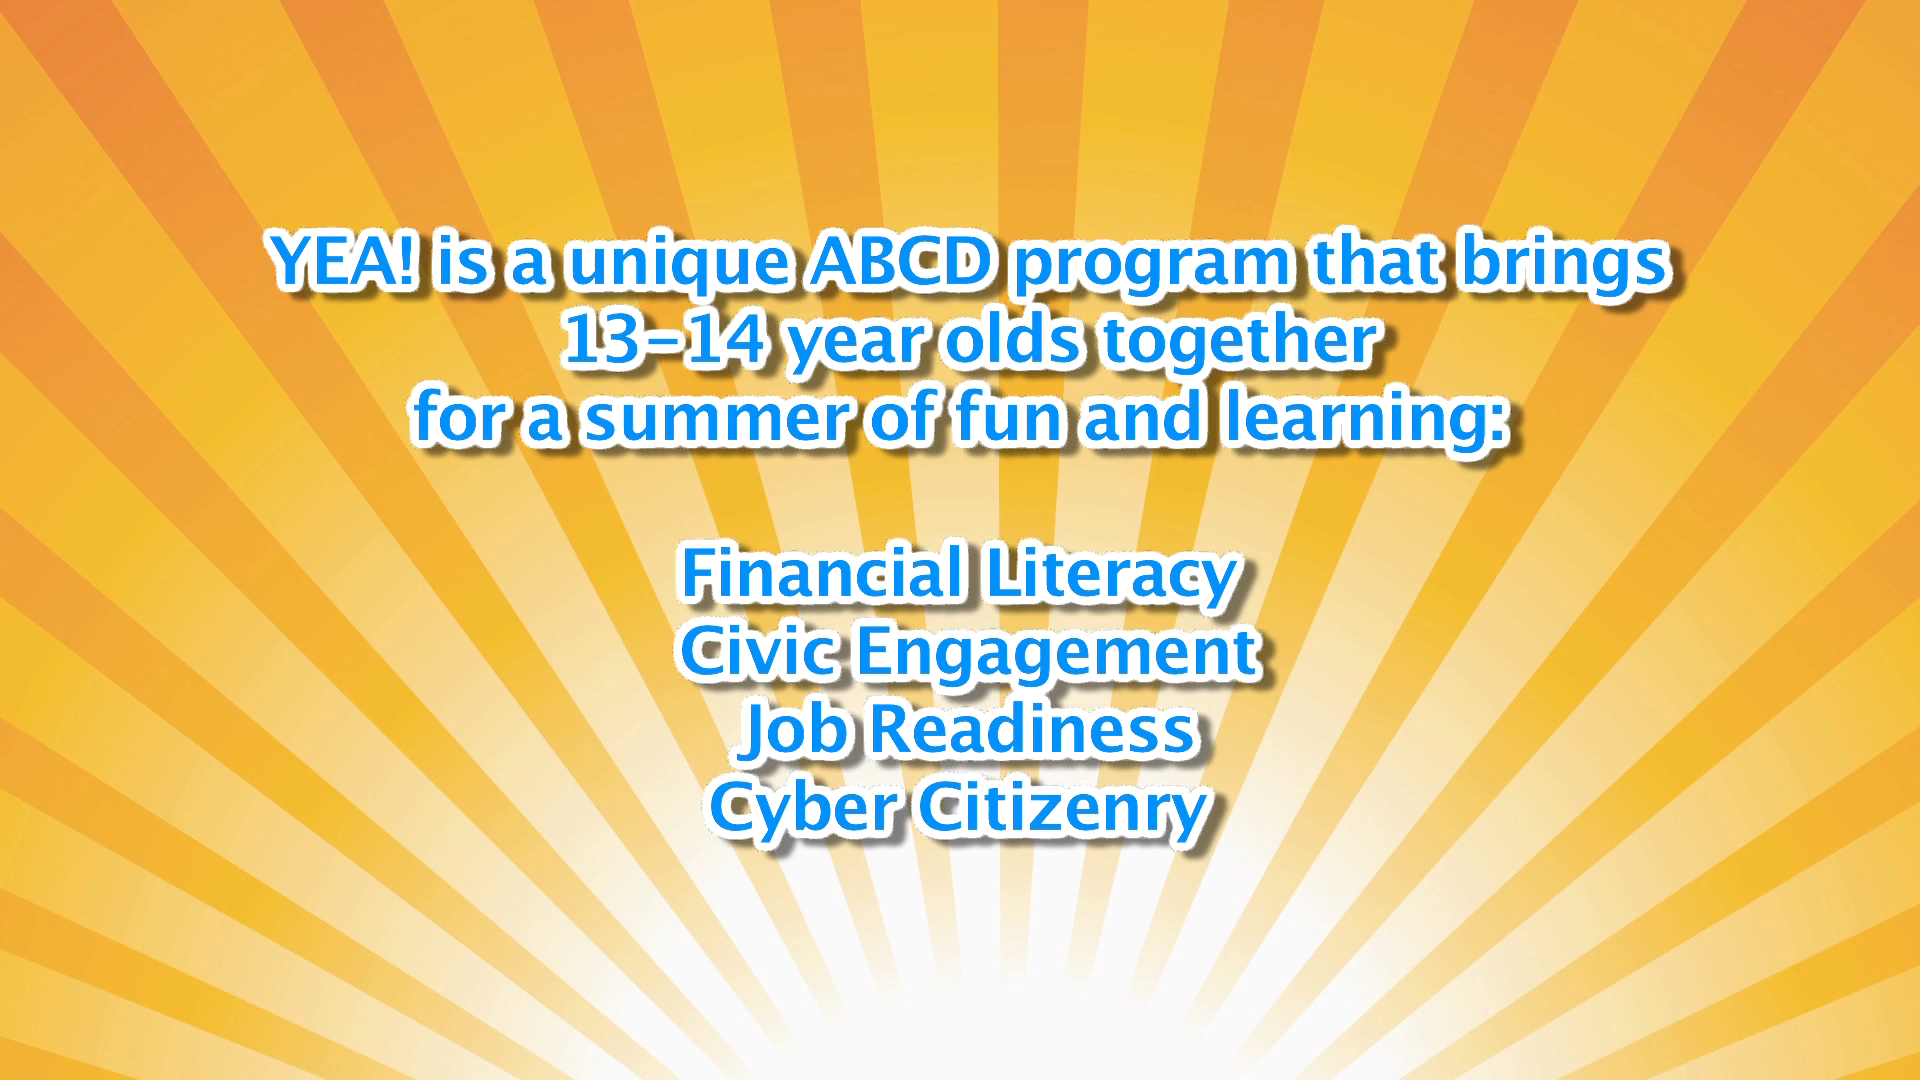 YEA! is a unique ABCD program that brings
13-14 year olds together
for a summer of fun and learning:
Financial Literacy
Civic Engagement
Job Readiness
Cyber Citizenry